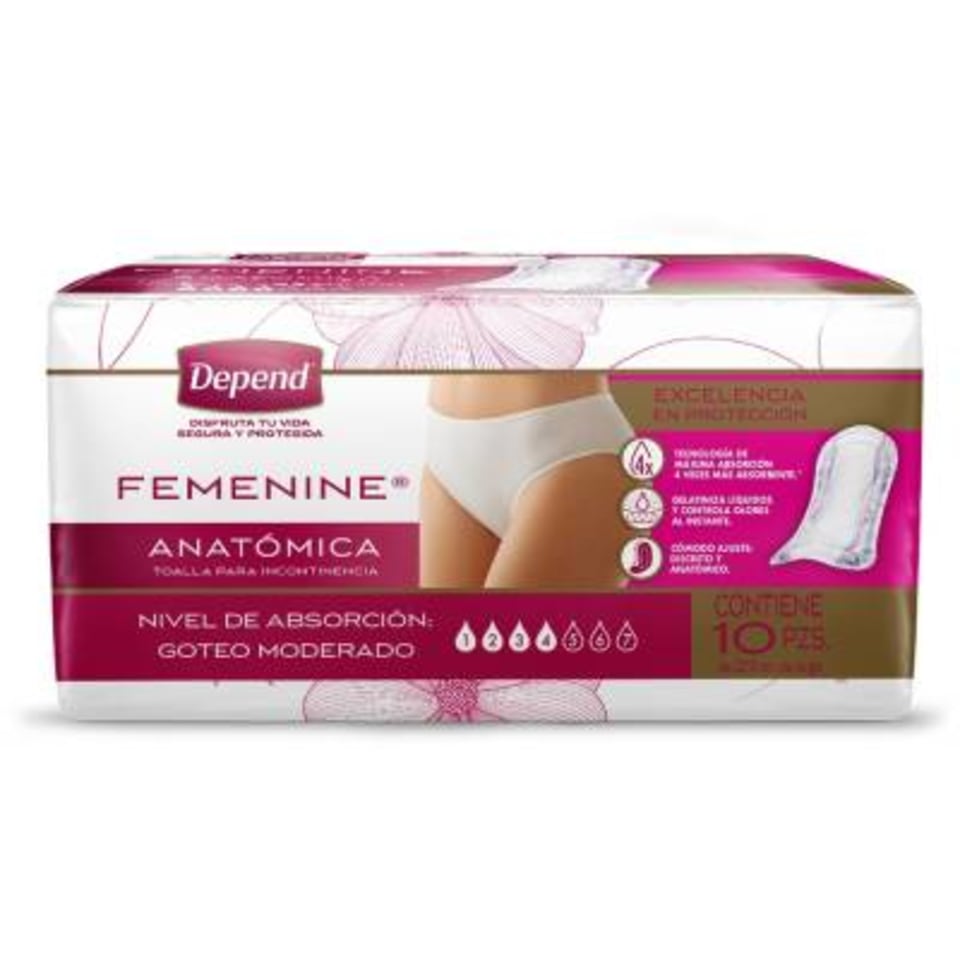 FEMENINE
Depend
DISFRUTA TU VIDA
SEGURA Y PROTEGIDA
FEMENINE®
ANATÓMICA
TOALLA PARA INCONTINENCIA
NIVEL DE ABSORCIÓN:
GOTEO MODERADO
1 2 3 4 5 6 7
EXCELENCIA
EN PROTECCIÓN
4x
TECNOLOGÍA DE
MÁXIMA ABSORCIÓN
4 VECES MÁS ABSORBENTE.*
GELATINIZA LÍQUIDOS
Y CONTROLA OLORES
AL INSTANTE.
CÓMODO AJUSTE:
DISCRETO Y
ANATÓMICO.
CONTIENE
10 PZS.